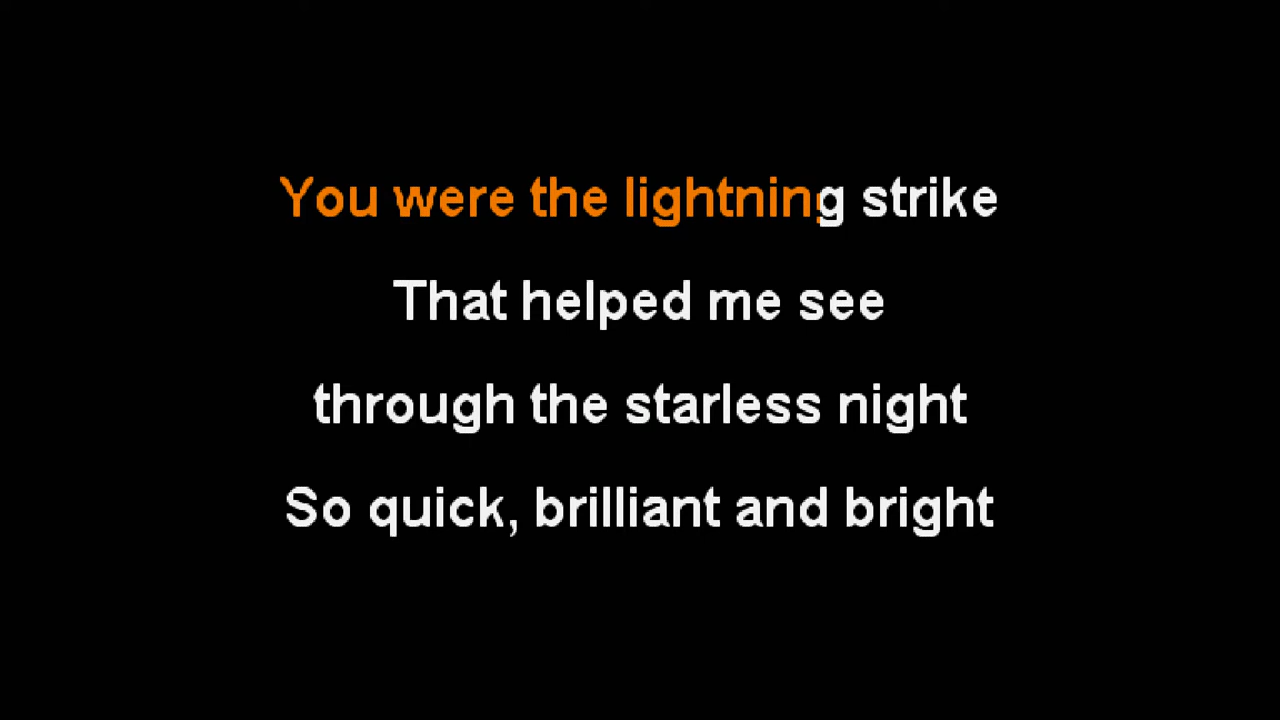 You were the lightning strike
That helped me see
through the starless night
So quick, brilliant and bright